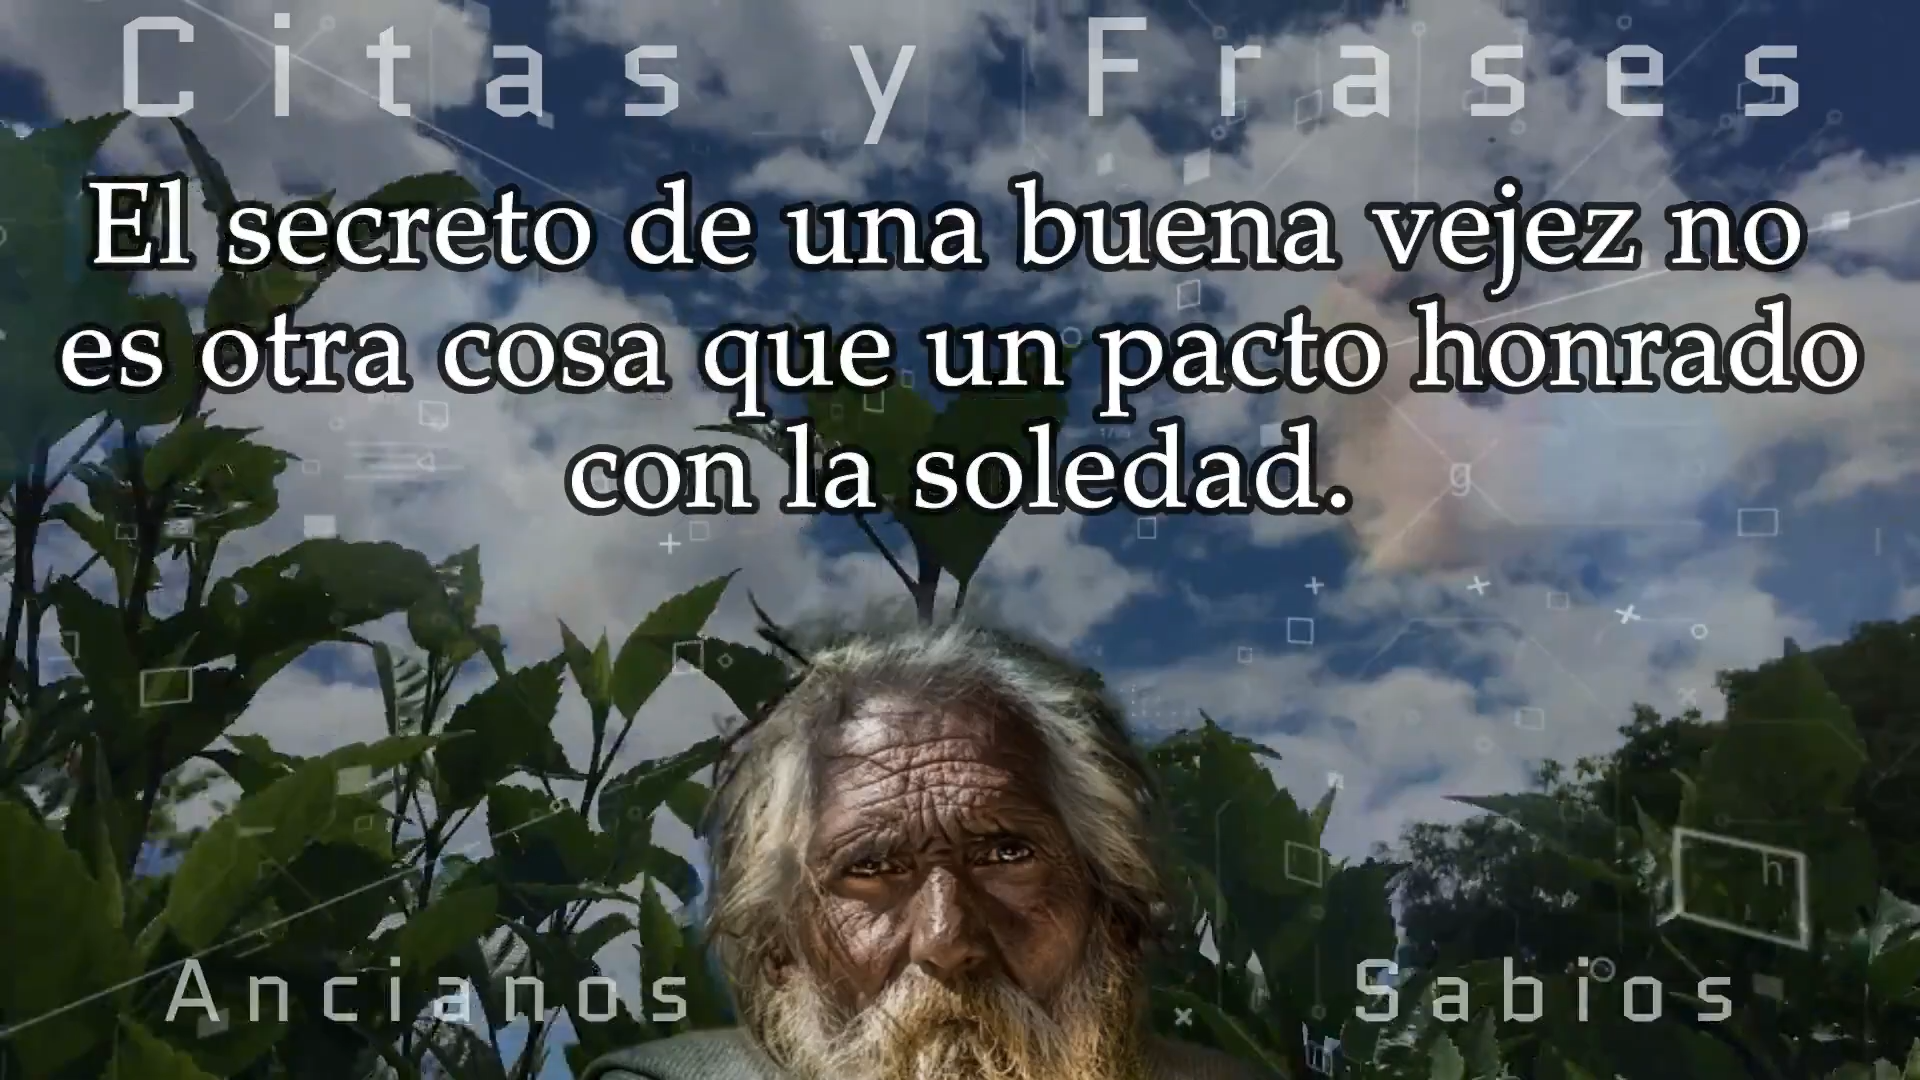 Citas y Frases
El secreto de una buena vejez no
es otra cosa que un pacto honrado
con la soledad.
g
h
Ancianos Sabios